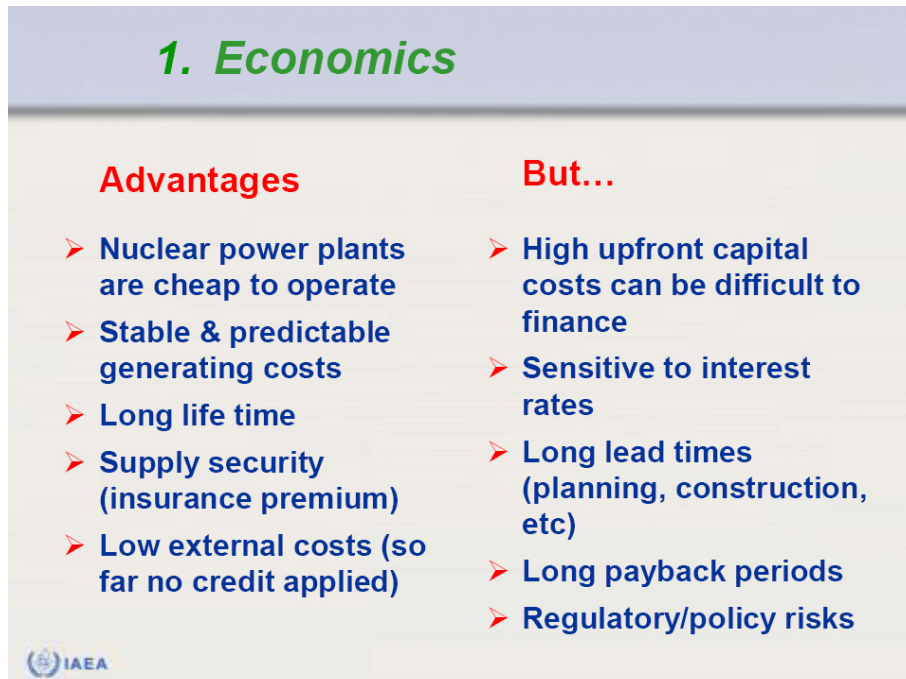 1. Economics
Advantages
Nuclear power plants
are cheap to operate
Stable & predictable
generating costs
Long life time
Supply security
(insurance premium)
Low external costs (so
far no credit applied)
But…
High upfront capital
costs can be difficult to
finance
Sensitive to interest
rates
Long lead times
(planning, construction,
etc)
Long payback periods
Regulatory/policy risks
IAEA